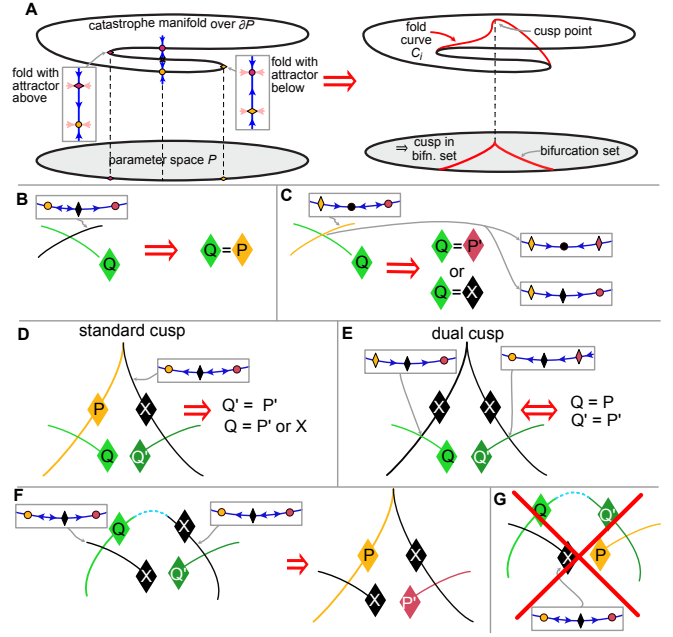 A
catastrophe manifold over ∂P
fold with
attractor
above
fold with
attractor
below
parameter space P
fold
curve
C_i
cusp point
⇒ cusp in
bifn. set
bifurcation set
B
Q
Q = P
C
Q
Q = P'
or
Q = X
D
standard cusp
P
X
Q
Q'
Q' = P'
Q = P' or X
E
dual cusp
X
X
Q
Q'
Q = P
Q' = P'
F
Q
X
X
Q'
P
X
X
P'
G
Q
Q'
X
P